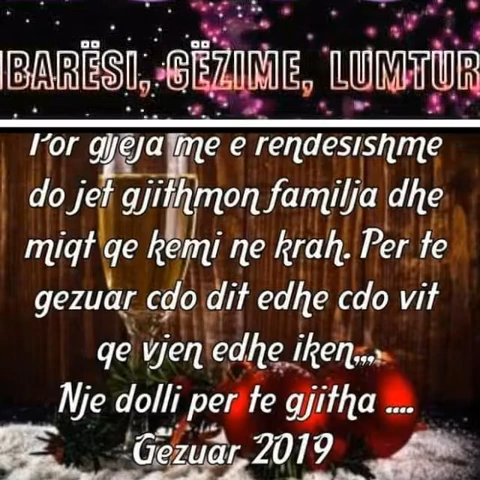 BARËSI, GËZIME, LUMTUR
Por gjeja me e rendesishme
do jet gjithmon familja dhe
miqt qe kemi ne krah. Per te
gezuar cdo dit edhe cdo vit
qe vjen edhe iken,,,
Nje dolli per te gjitha ....
Gezuar 2019